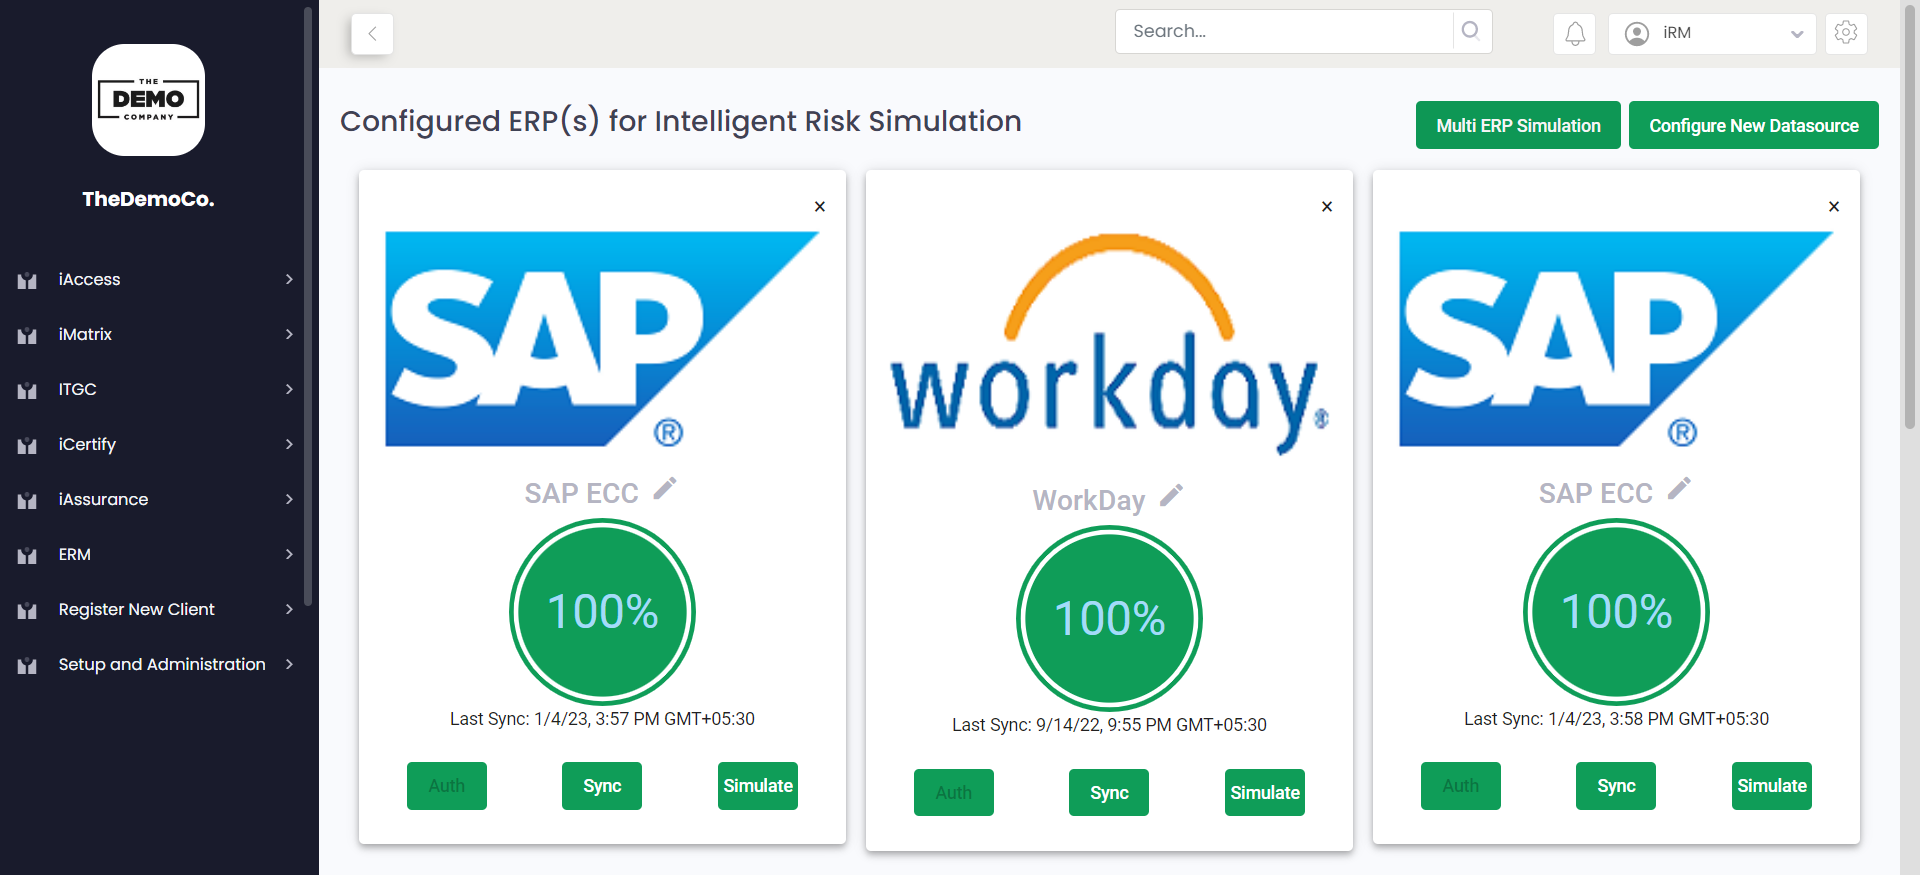 THE
DEMO
COMPANY
TheDemoCo.
iAccess
iMatrix
ITGC
iCertify
iAssurance
ERM
Register New Client
Setup and Administration
Search...
iRM
Configured ERP(s) for Intelligent Risk Simulation
Multi ERP Simulation
Configure New Datasource
SAP
®
SAP ECC
100%
Last Sync: 1/4/23, 3:57 PM GMT+05:30
Auth
Sync
Simulate
workday
®
WorkDay
100%
Last Sync: 9/14/22, 9:55 PM GMT+05:30
Auth
Sync
Simulate
SAP
®
SAP ECC
100%
Last Sync: 1/4/23, 3:58 PM GMT+05:30
Auth
Sync
Simulate